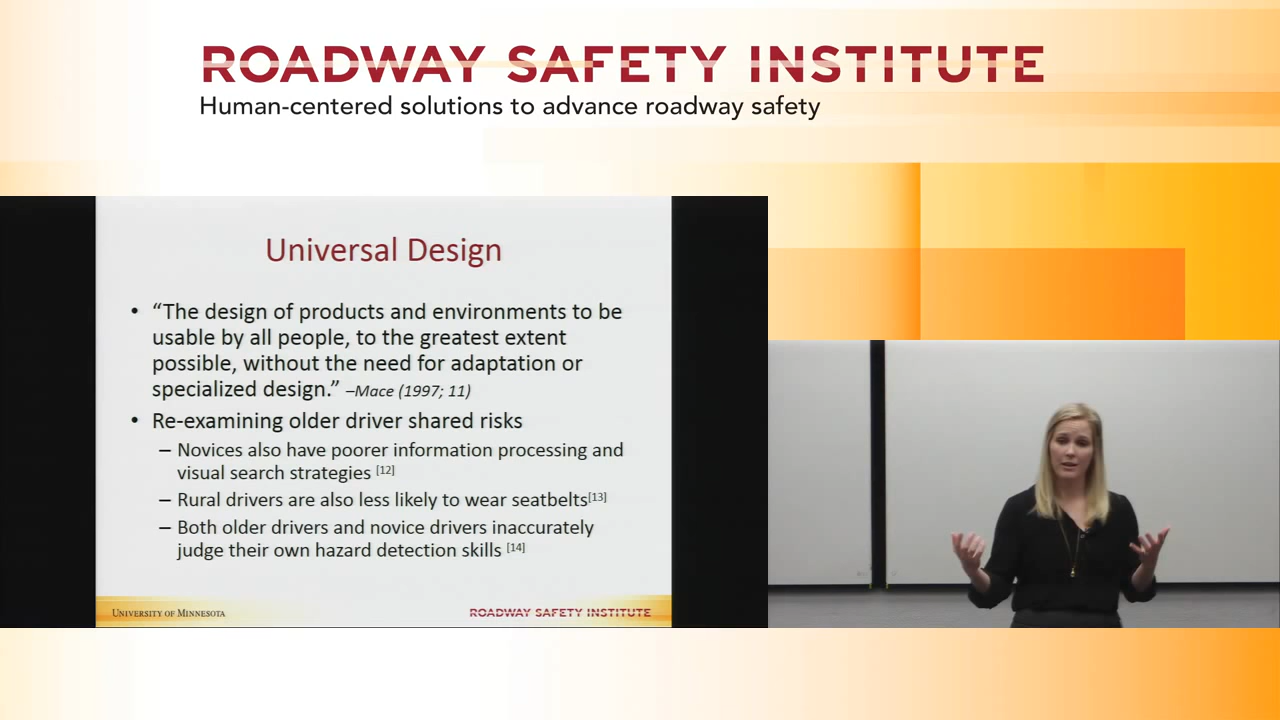 ROADWAY SAFETY INSTITUTE
Human-centered solutions to advance roadway safety
Universal Design
• “The design of products and environments to be
usable by all people, to the greatest extent
possible, without the need for adaptation or
specialized design.” –Mace (1997; 11)
• Re-examining older driver shared risks
– Novices also have poorer information processing and
visual search strategies [12]
– Rural drivers are also less likely to wear seatbelts[13]
– Both older drivers and novice drivers inaccurately
judge their own hazard detection skills [14]
UNIVERSITY OF MINNESOTA
ROADWAY SAFETY INSTITUTE